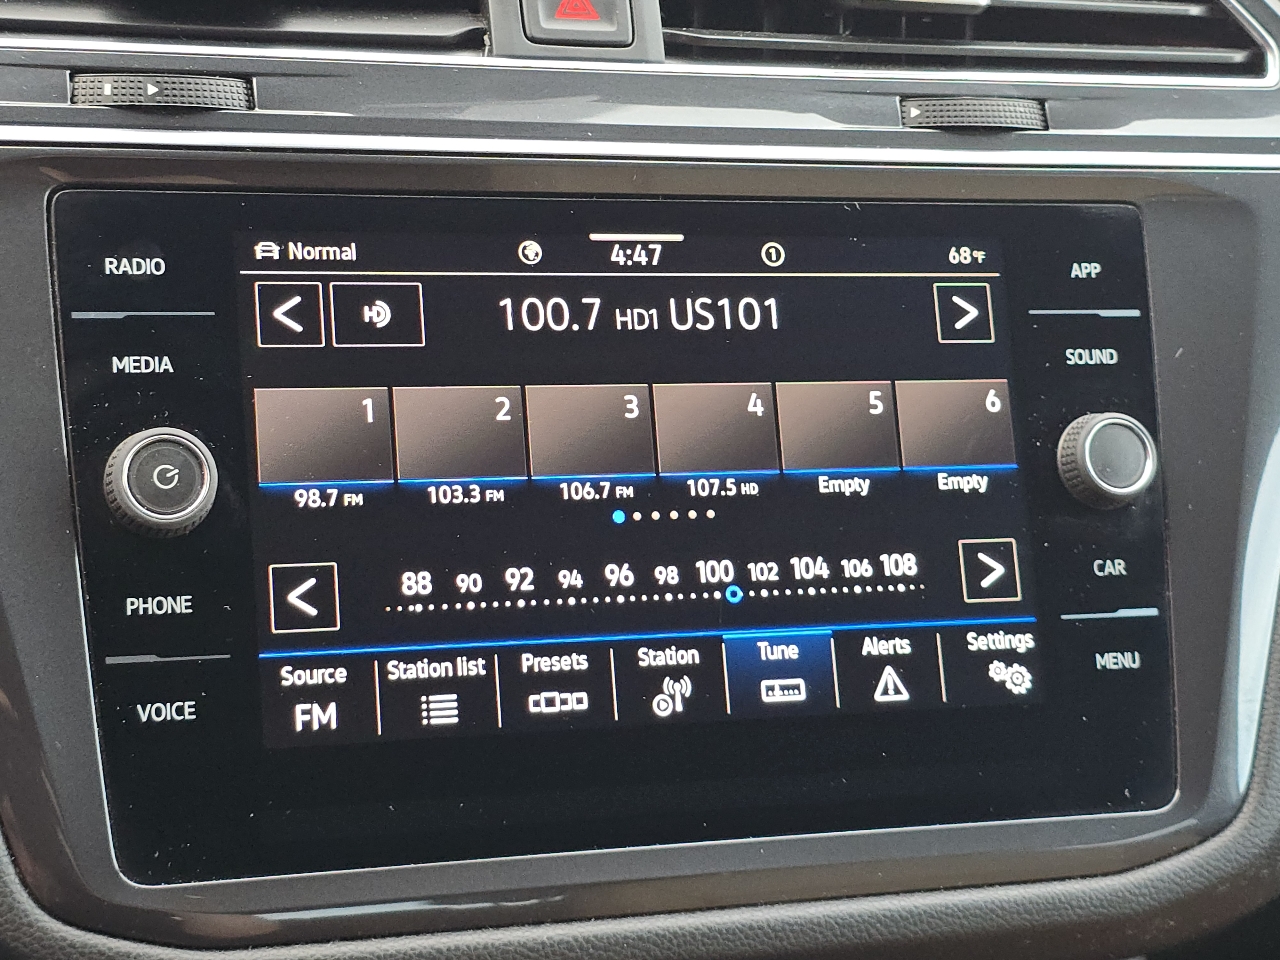 RADIO
MEDIA
PHONE
VOICE
Normal
4:47
1
68°F
HD
100.7 HD1 US101
1 2 3 4 5 6
98.7 FM 103.3 FM 106.7 FM 107.5 HD Empty Empty
88 90 92 94 96 98 100 102 104 106 108
Source Station list Presets Station Tune Alerts Settings
FM
APP
SOUND
CAR
MENU